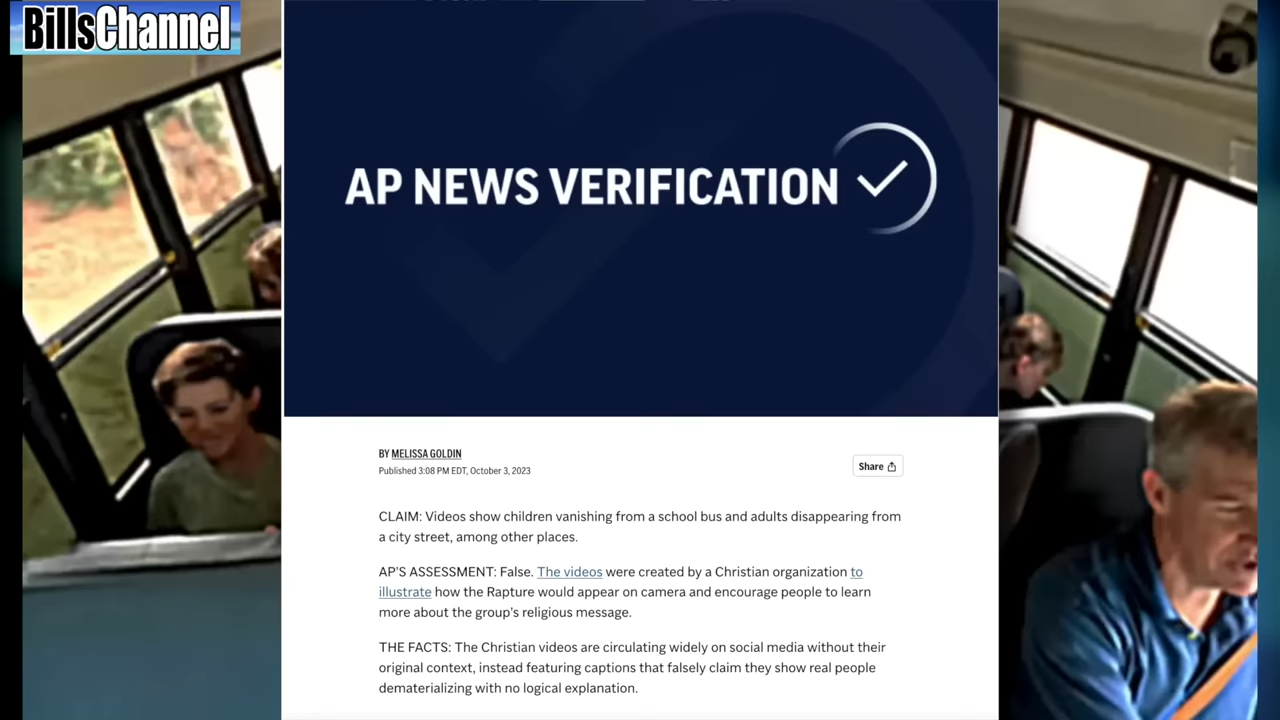 BillsChannel
AP NEWS VERIFICATION
BY MELISSA GOLDIN
Published 3:08 PM EDT, October 3, 2023
Share
CLAIM: Videos show children vanishing from a school bus and adults disappearing from
a city street, among other places.
AP'S ASSESSMENT: False. The videos were created by a Christian organization to
illustrate how the Rapture would appear on camera and encourage people to learn
more about the group's religious message.
THE FACTS: The Christian videos are circulating widely on social media without their
original context, instead featuring captions that falsely claim they show real people
dematerializing with no logical explanation.